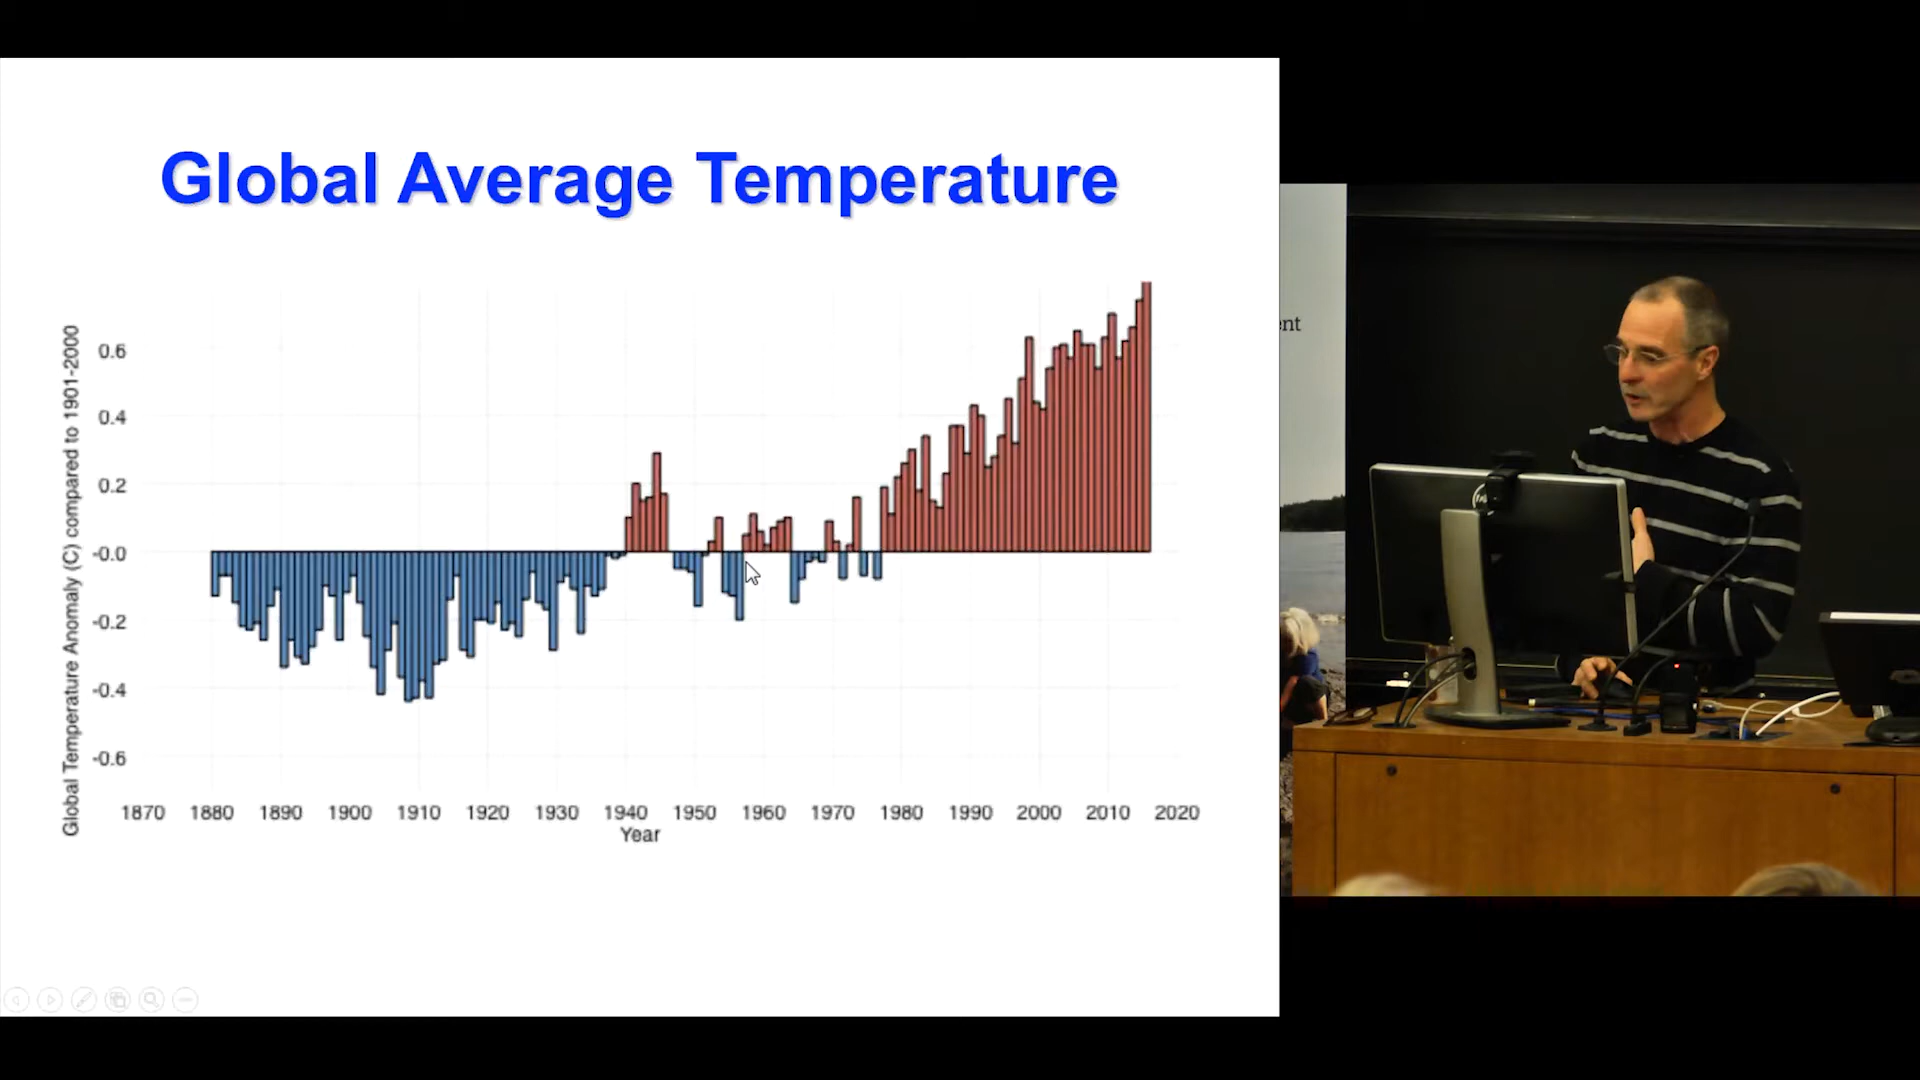 Global Average Temperature
Global Temperature Anomaly (C) compared to 1901-2000
0.6
0.4
0.2
-0.0
-0.2
-0.4
-0.6
1870 1880 1890 1900 1910 1920 1930 1940 1950 1960 1970 1980 1990 2000 2010 2020
Year
ent